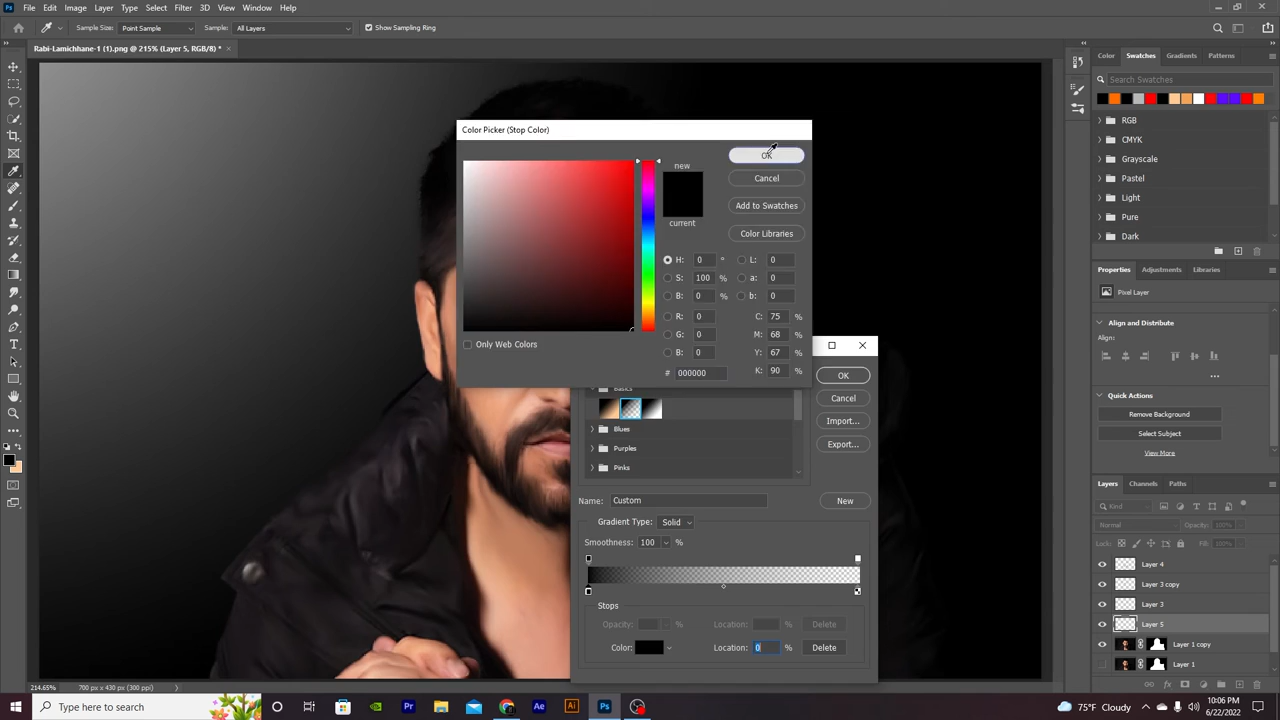 Ps File Edit Image Layer Type Select Filter 3D View Window Help
Sample Size: Point Sample Sample: All Layers Show Sampling Ring
Rabi-Lamichhane-1 (1).png @ 215% (Layer 5, RGB/8) * ×
Color Swatches Gradients Patterns
Search Swatches
RGB
CMYK
Grayscale
Pastel
Light
Pure
Dark
Color Picker (Stop Color)
new
current
OK
Cancel
Add to Swatches
Color Libraries
H: 0 °
S: 100 %
B: 0 %
R: 0
G: 0
B: 0
# 000000
L: 0
a: 0
b: 0
C: 75 %
M: 68 %
Y: 67 %
K: 90 %
Only Web Colors
Basics
Blues
Purples
Pinks
OK
Cancel
Import...
Export...
Name: Custom New
Gradient Type: Solid
Smoothness: 100 %
Stops
Opacity: % Location: % Delete
Color: Location: 0 % Delete
Properties Adjustments Libraries
Pixel Layer
Align and Distribute
Align:
Quick Actions
Remove Background
Select Subject
View More
Layers Channels Paths
Kind
Normal Opacity: 100%
Lock: Fill: 100%
Layer 4
Layer 3 copy
Layer 3
Layer 5
Layer 1 copy
Layer 1
214.65% 700 px x 430 px (300 ppi)
Type here to search
Pr Ae Ai Ps
75°F Cloudy
10:06 PM
6/22/2022